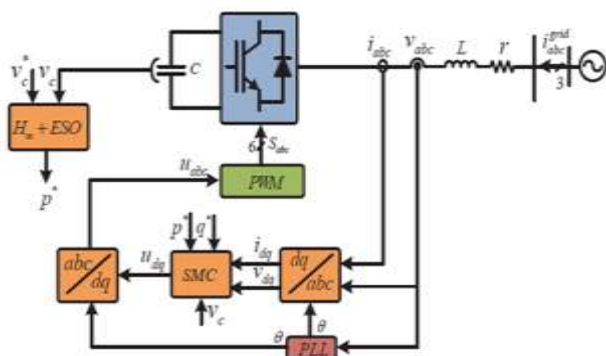 i_abc v_abc L r i_abc^grid
3
v_c^* v_c C
H_∞ + ESO
6 S_abc
p^*
u_abc PWM
p^* q^*
abc/dq u_dq SMC i_dq v_dq dq/abc
v_c
θ θ
PLL